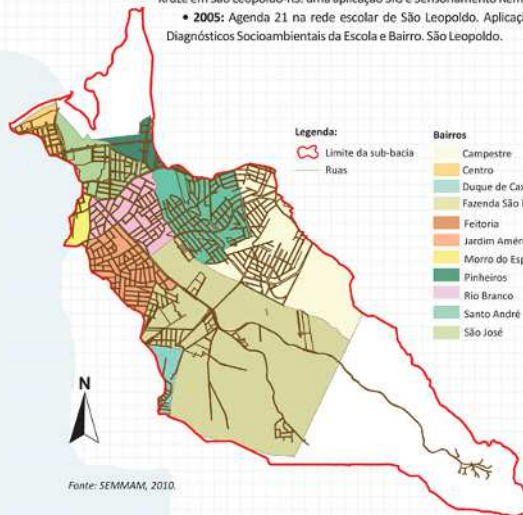 • 2005: Agenda 21 na rede escolar de São Leopoldo. Aplicaç
Diagnósticos Socioambientais da Escola e Bairro. São Leopoldo.
Legenda:
Limite da sub-bacia
Ruas
Bairros
Campestre
Centro
Duque de Cax
Fazenda São
Feitoria
Jardim Améri
Morro do Esp
Pinheiros
Rio Branco
Santo André
São José
N
Fonte: SEMMAM, 2010.